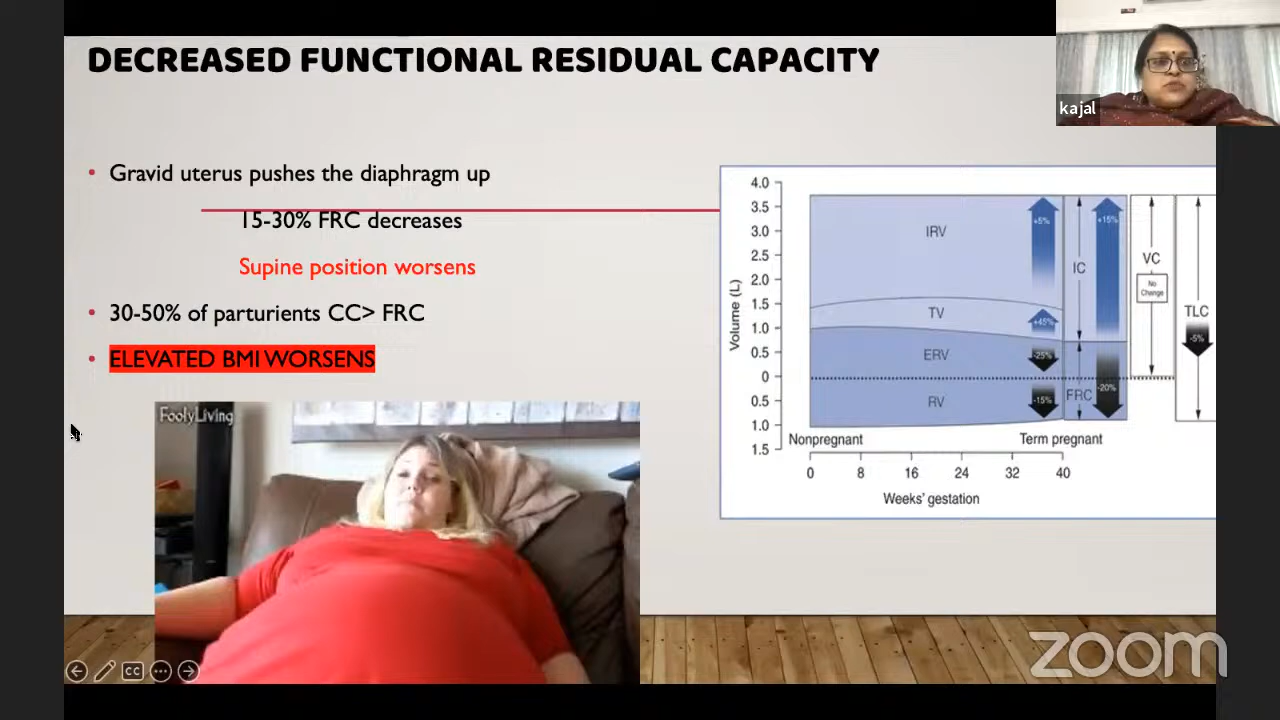 DECREASED FUNCTIONAL RESIDUAL CAPACITY
kajal
Gravid uterus pushes the diaphragm up
15-30% FRC decreases
Supine position worsens
30-50% of parturients CC> FRC
ELEVATED BMI WORSENS
FoolyLiving
Volume (L)
4.0
3.5
3.0
2.5
2.0
1.5
1.0
0.5
0
0.5
1.0
1.5
IRV
TV
ERV
RV
+5%
+45%
-25%
-15%
IC
FRC
+15%
-20%
VC
No
Change
TLC
-5%
Nonpregnant
Term pregnant
0 8 16 24 32 40
Weeks' gestation
CC
zoom